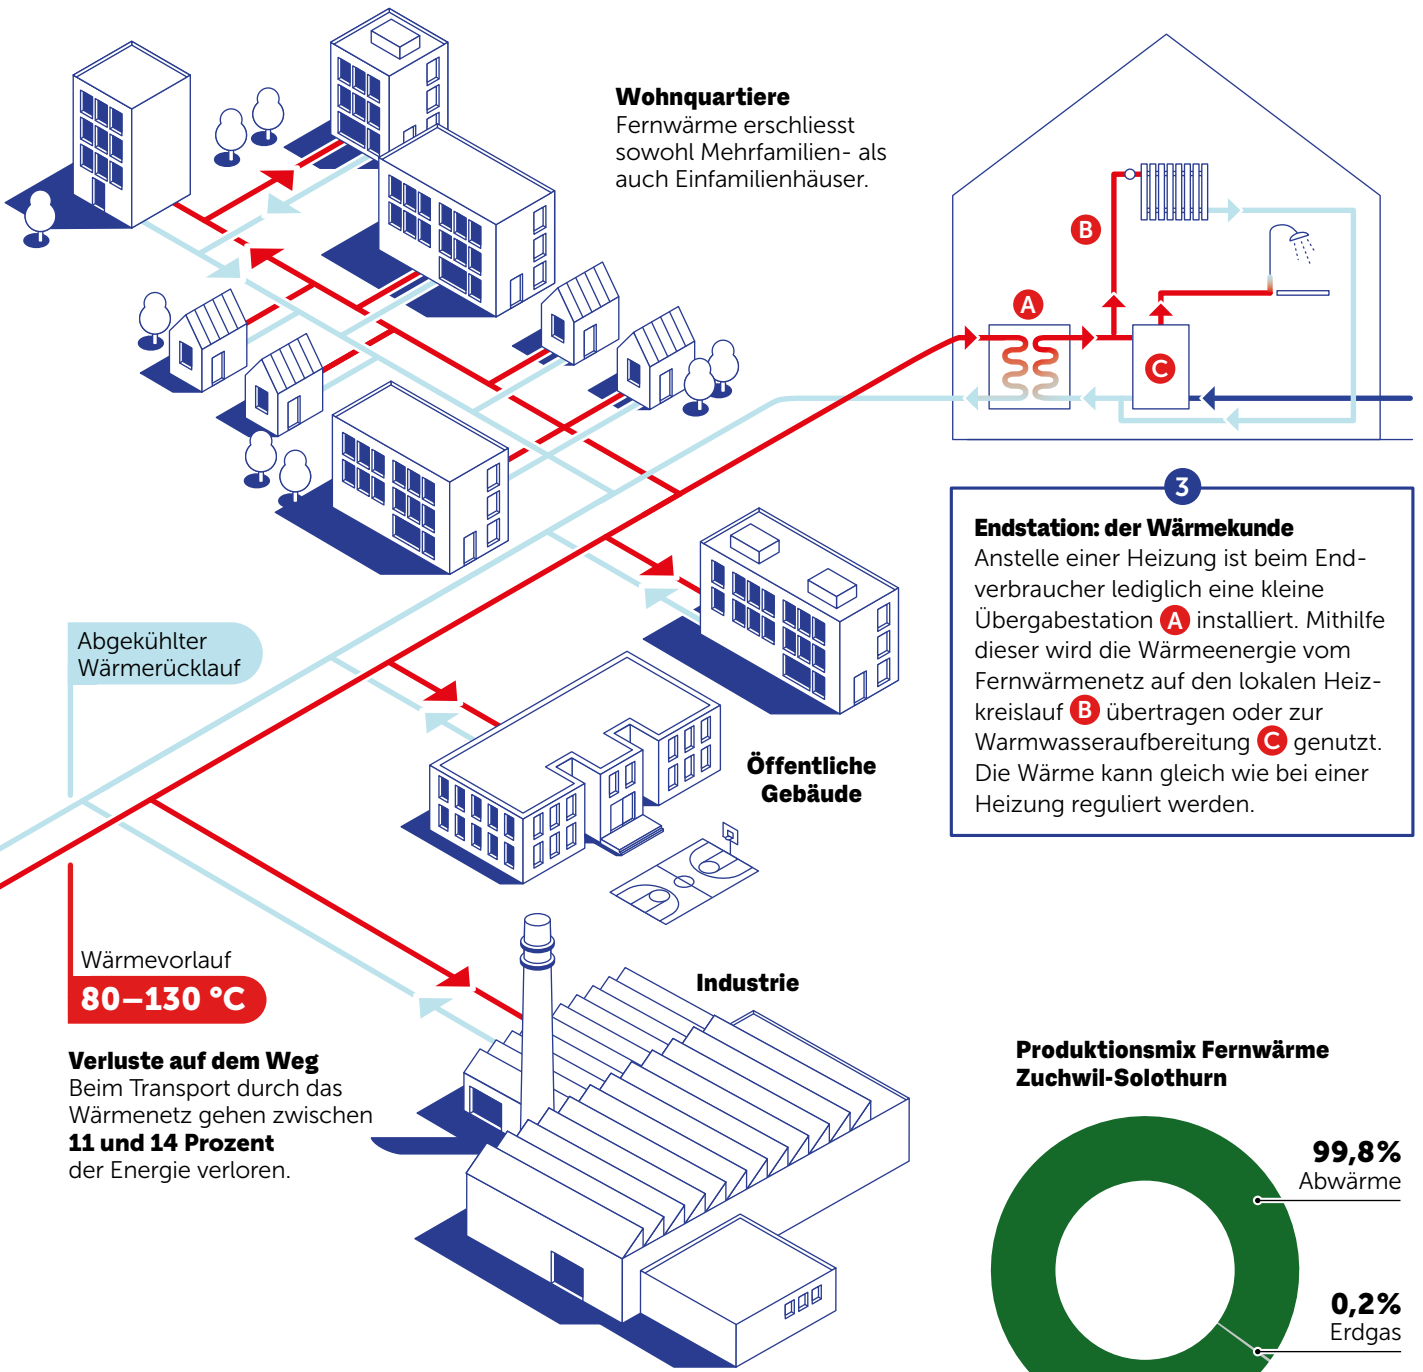 Wohnquartiere
Fernwärme erschliesst
sowohl Mehrfamilien- als
auch Einfamilienhäuser.
B
A
C
3
Endstation: der Wärmekunde
Anstelle einer Heizung ist beim End-
verbraucher lediglich eine kleine
Übergabestation A installiert. Mithilfe
dieser wird die Wärmeenergie vom
Fernwärmenetz auf den lokalen Heiz-
kreislauf B übertragen oder zur
Warmwasseraufbereitung C genutzt.
Die Wärme kann gleich wie bei einer
Heizung reguliert werden.
Abgekühlter
Wärmerücklauf
Öffentliche
Gebäude
Wärmevorlauf
80–130 °C
Verluste auf dem Weg
Beim Transport durch das
Wärmenetz gehen zwischen
11 und 14 Prozent
der Energie verloren.
Industrie
Produktionsmix Fernwärme
Zuchwil-Solothurn
99,8%
Abwärme
0,2%
Erdgas